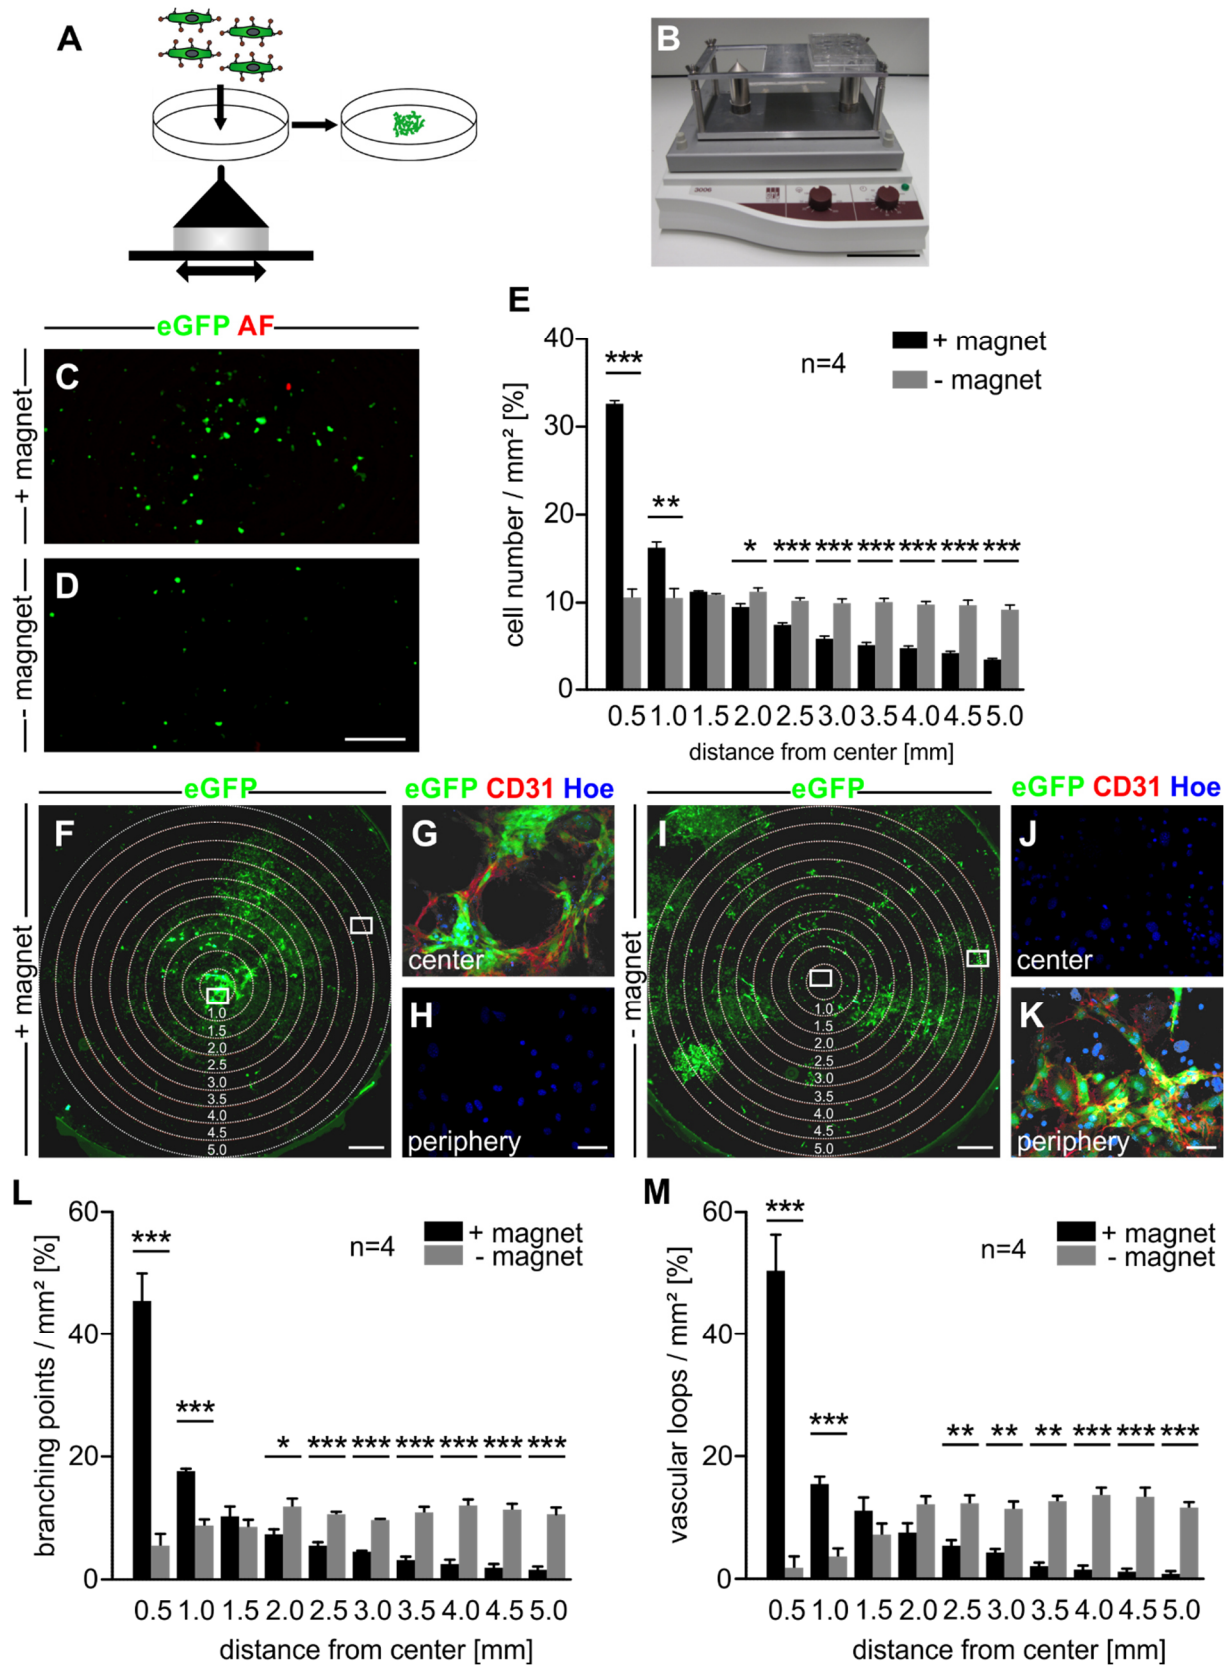 A
B
3006
C
D
eGFP AF
+ magnet
- magnget
E
cell number / mm² [%]
40
30
20
10
0
n=4
+ magnet
- magnet
***
**
* *** *** *** *** *** ***
0.5 1.0 1.5 2.0 2.5 3.0 3.5 4.0 4.5 5.0
distance from center [mm]
eGFP
eGFP CD31 Hoe
eGFP
eGFP CD31 Hoe
+ magnet
F
1.0
1.5
2.0
2.5
3.0
3.5
4.0
4.5
5.0
G
center
H
periphery
- magnet
I
1.0
1.5
2.0
2.5
3.0
3.5
4.0
4.5
5.0
J
center
K
periphery
L
branching points / mm² [%]
60
40
20
0
n=4
+ magnet
- magnet
***
***
* *** *** *** *** *** ***
0.5 1.0 1.5 2.0 2.5 3.0 3.5 4.0 4.5 5.0
distance from center [mm]
M
vascular loops / mm² [%]
60
40
20
0
n=4
+ magnet
- magnet
***
***
** ** ** *** *** ***
0.5 1.0 1.5 2.0 2.5 3.0 3.5 4.0 4.5 5.0
distance from center [mm]